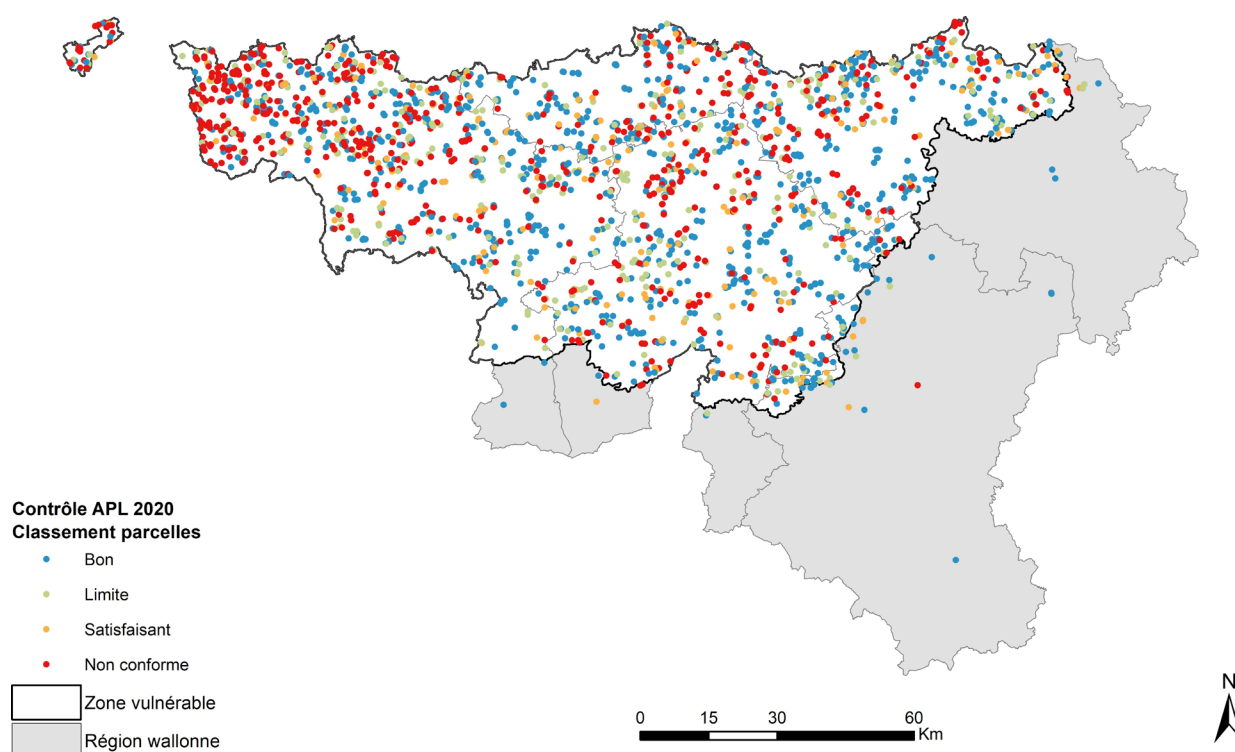 Contrôle APL 2020
Classement parcelles
Bon
Limite
Satisfaisant
Non conforme
Zone vulnérable
Région wallonne
0 15 30 60
Km
N